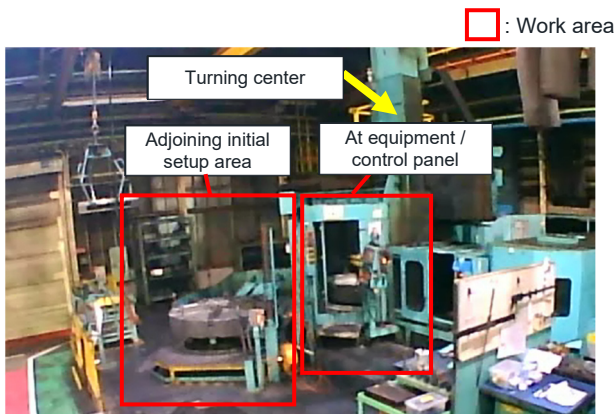 : Work area
Turning center
Adjoining initial
setup area
At equipment /
control panel